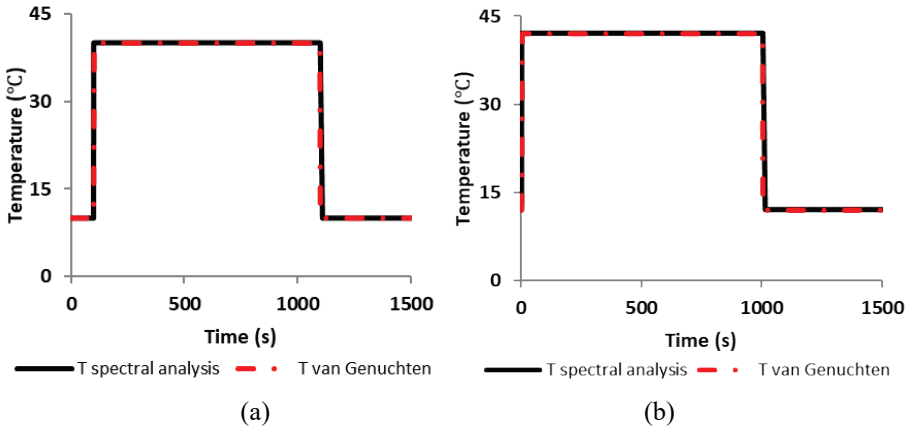 45
30
15
0
Temperature (°C)
0 500 1000 1500
Time (s)
T spectral analysis T van Genuchten
(a)
45
30
15
0
Temperature (°C)
0 500 1000 1500
Time (s)
T spectral analysis T van Genuchten
(b)